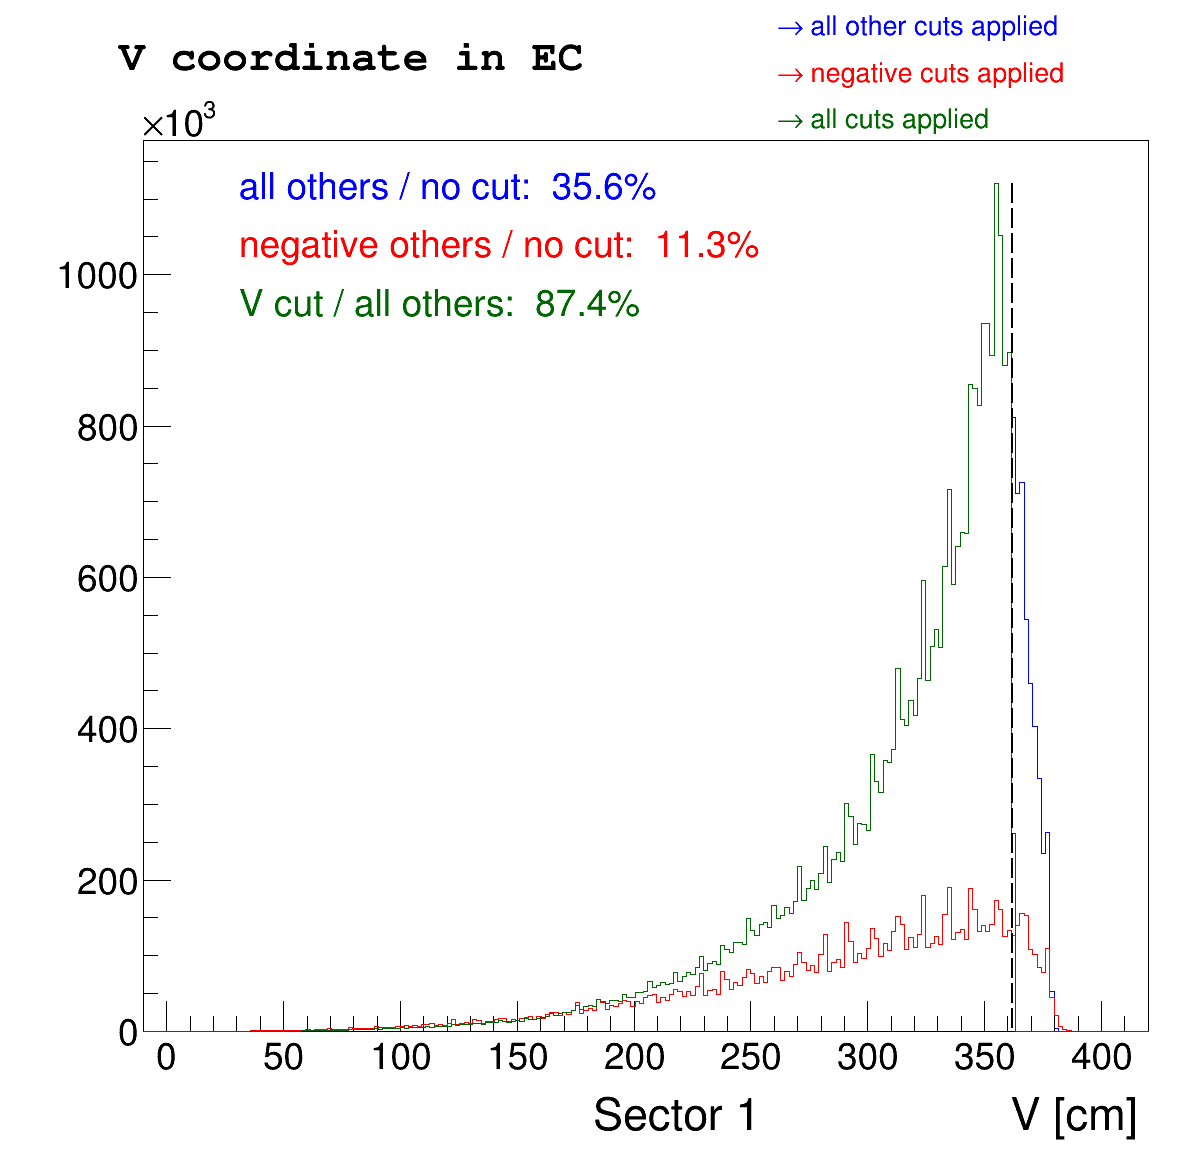 → all other cuts applied
V coordinate in EC
→ negative cuts applied
→ all cuts applied
×10³
all others / no cut: 35.6%
negative others / no cut: 11.3%
V cut / all others: 87.4%
1000
800
600
400
200
0
0 50 100 150 200 250 300 350 400
Sector 1
V [cm]